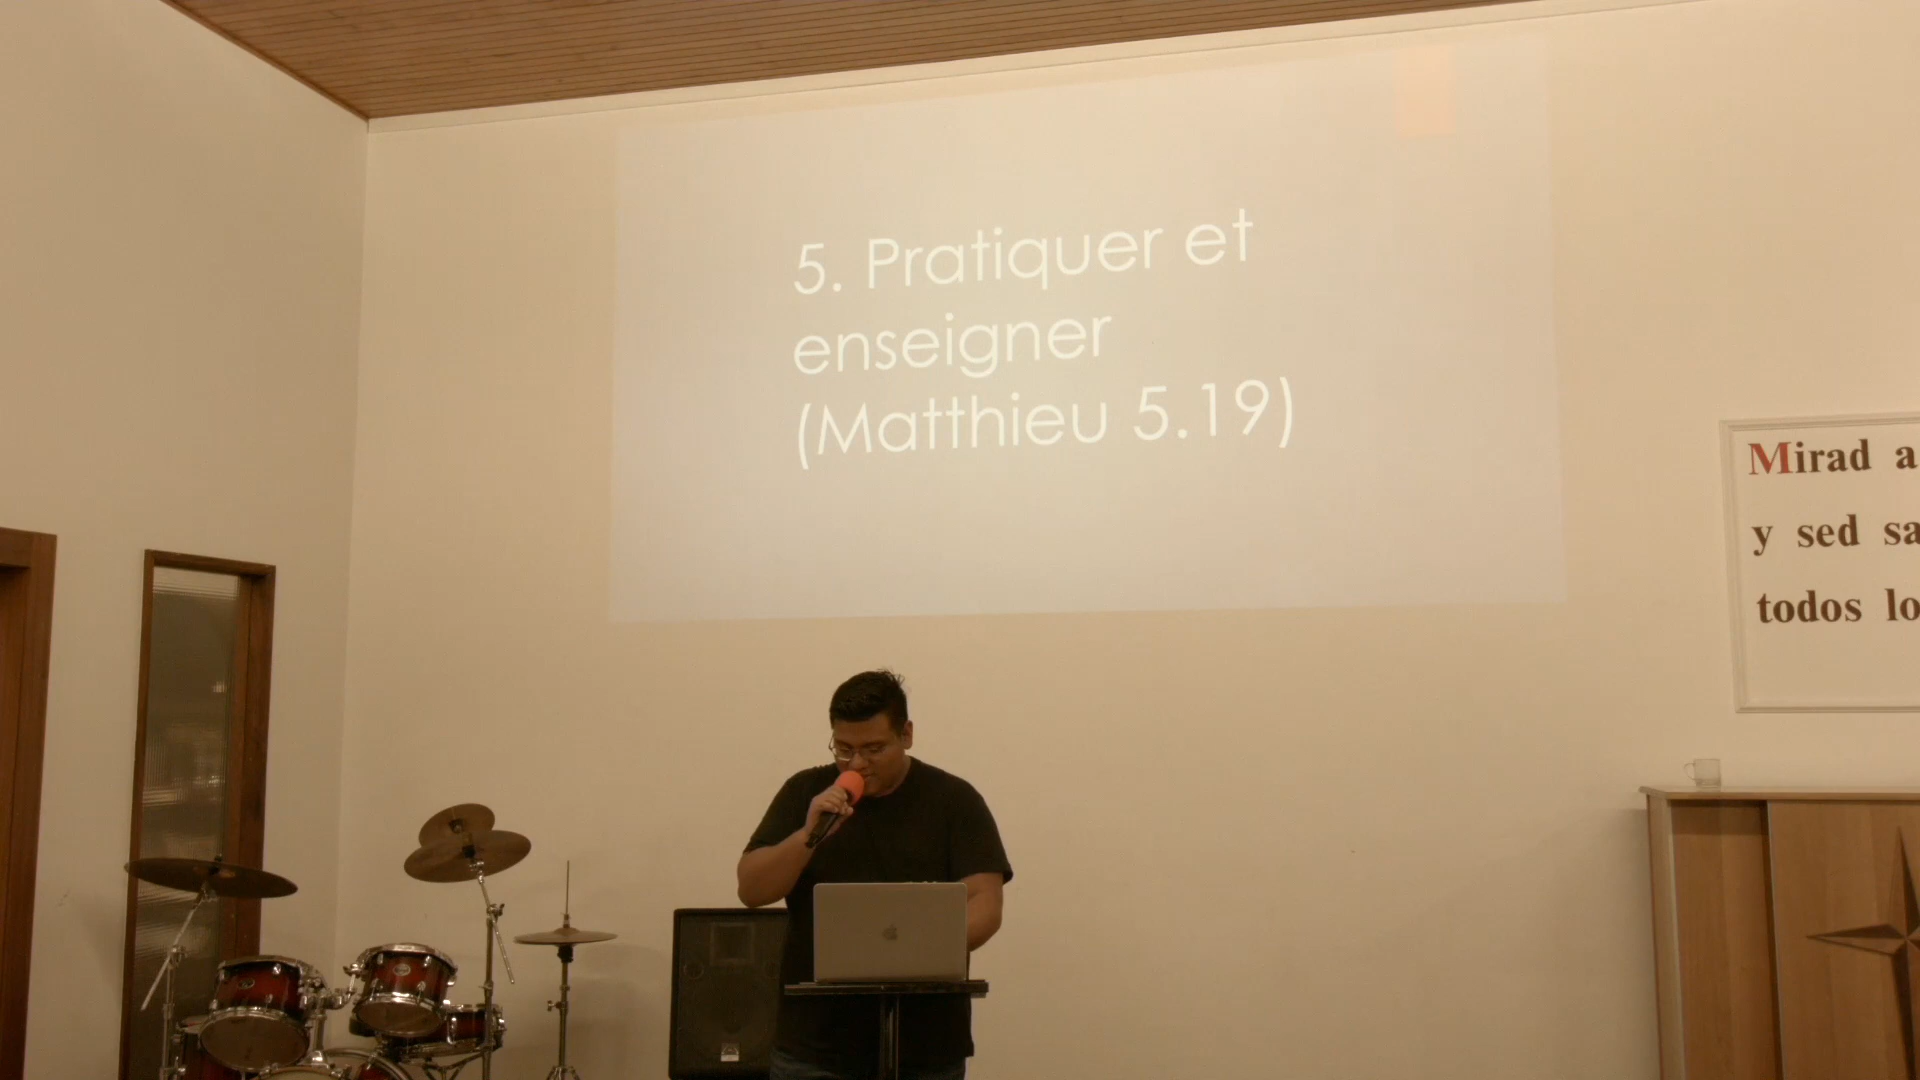 5. Pratiquer et
enseigner
(Matthieu 5.19)
Mirad a
y sed sa
todos lo